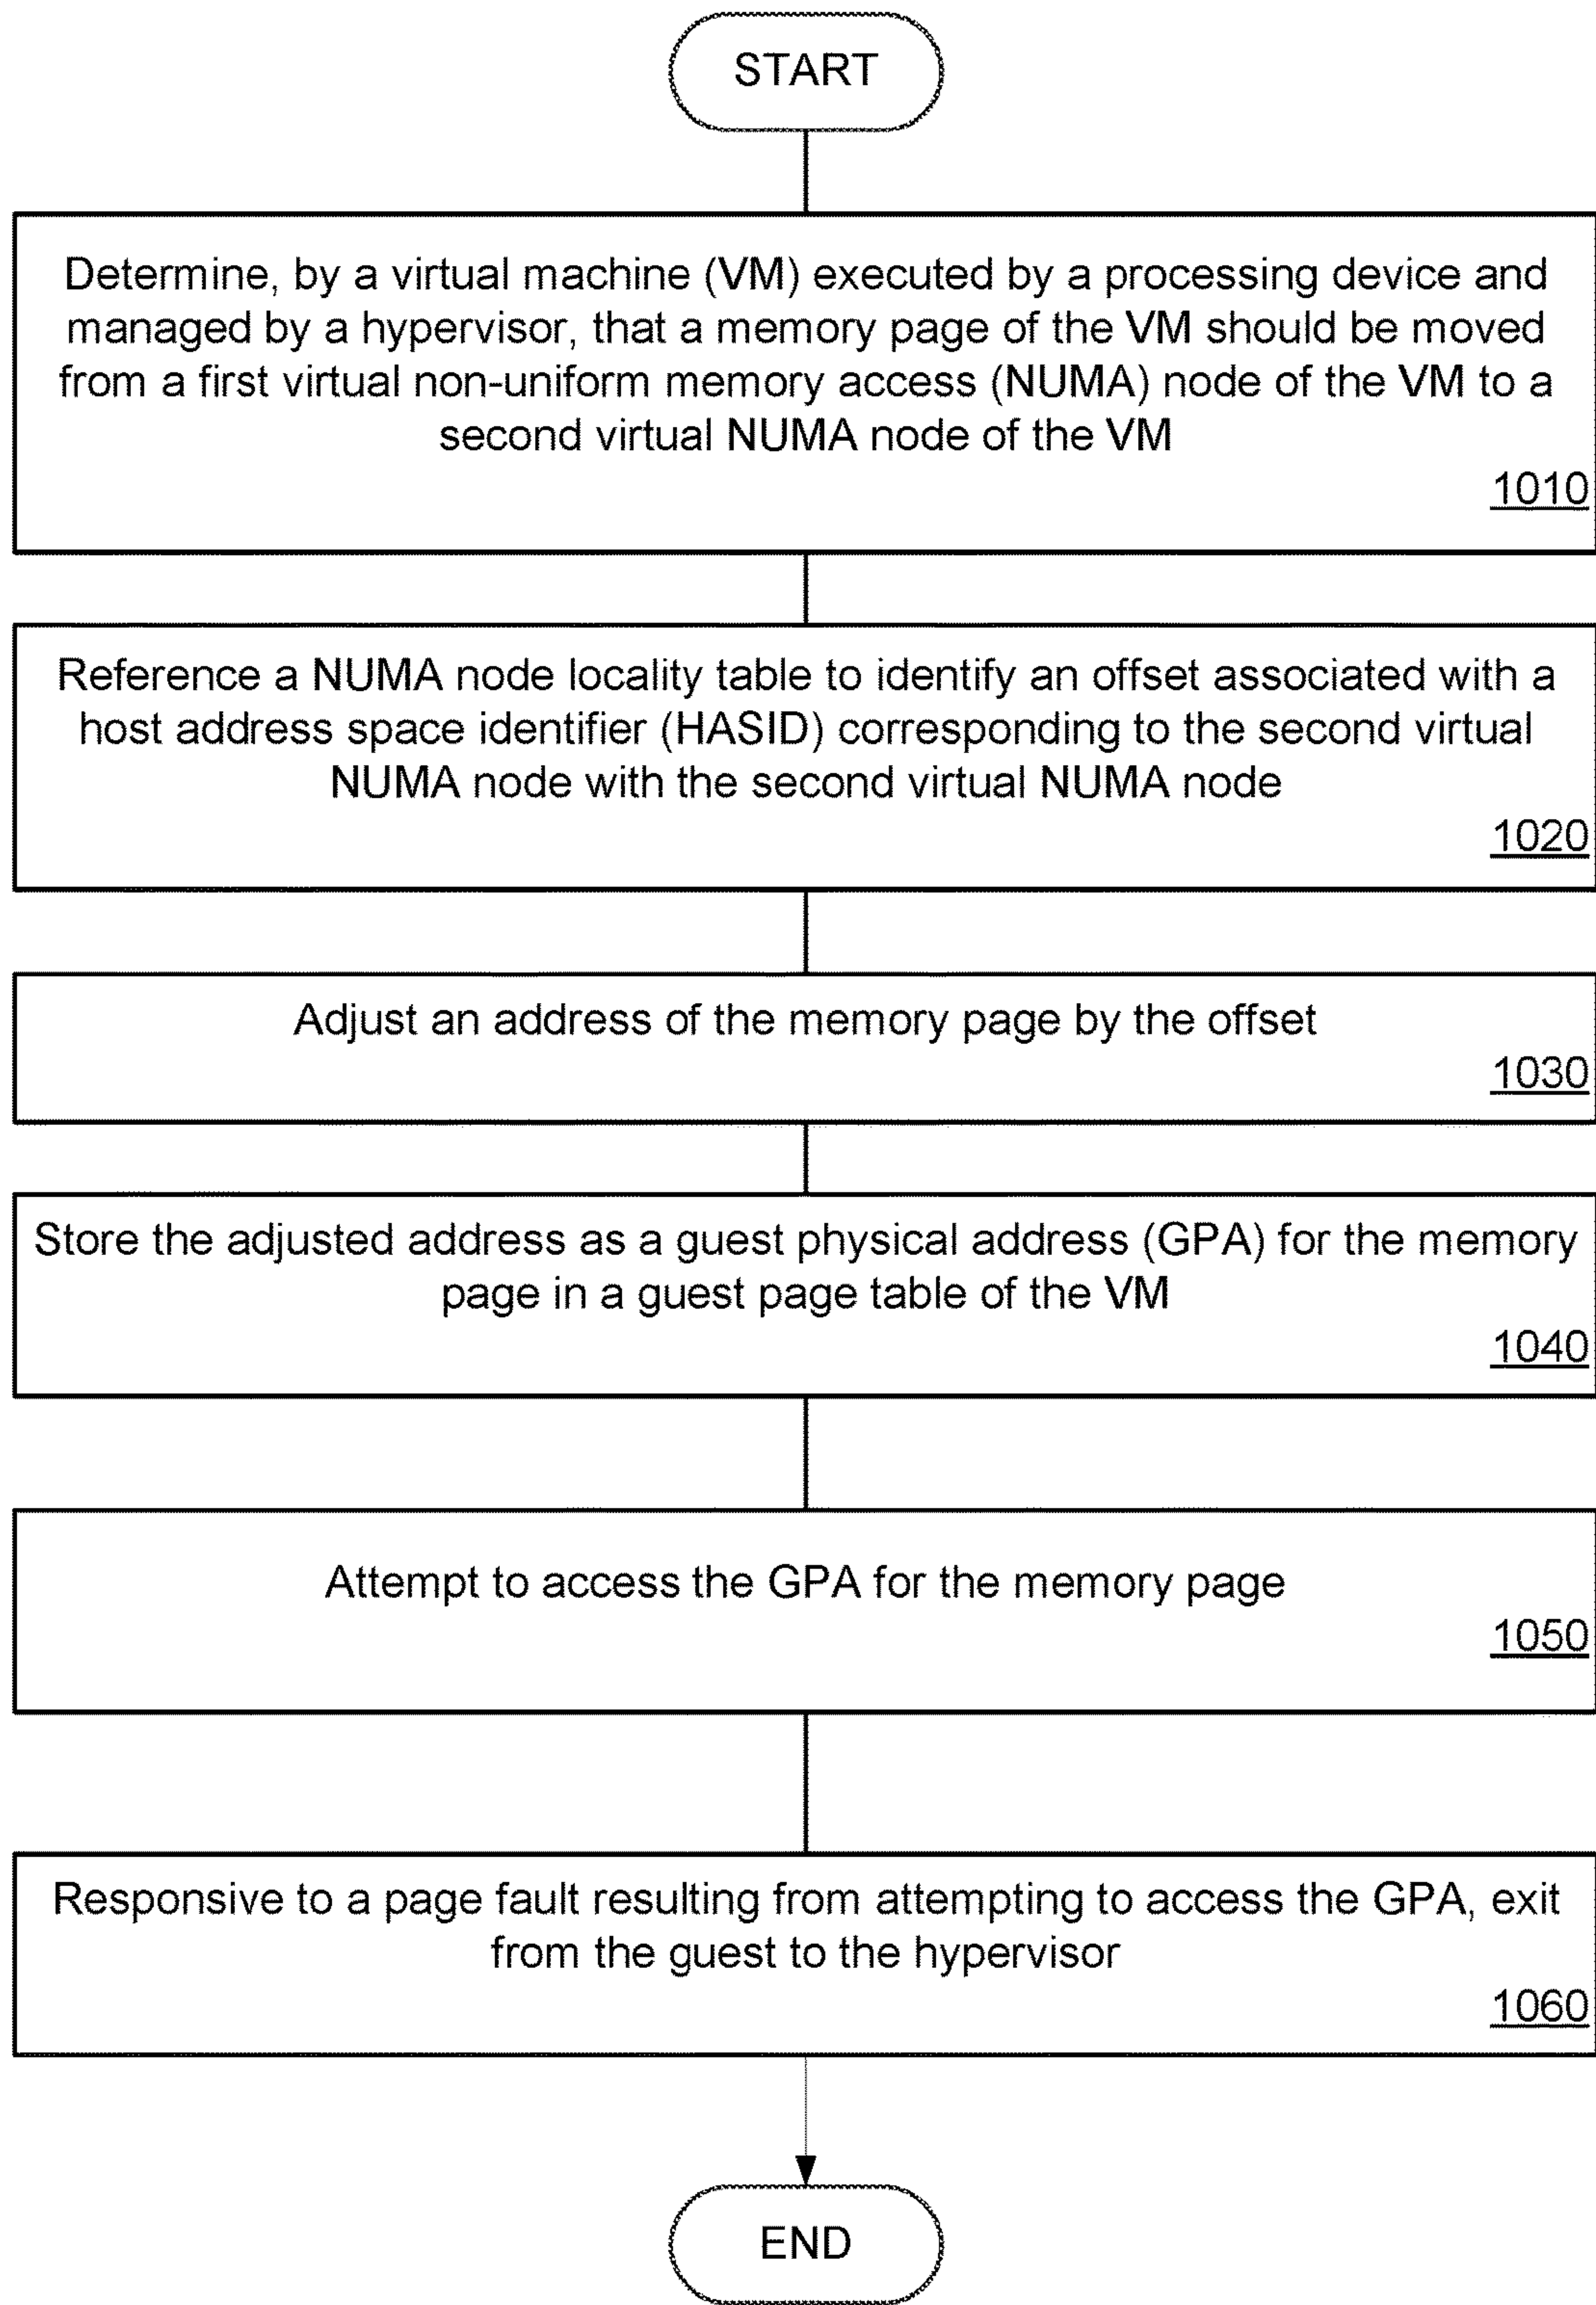 START
Determine, by a virtual machine (VM) executed by a processing device and
managed by a hypervisor, that a memory page of the VM should be moved
from a first virtual non-uniform memory access (NUMA) node of the VM to a
second virtual NUMA node of the VM
1010
Reference a NUMA node locality table to identify an offset associated with a
host address space identifier (HASID) corresponding to the second virtual
NUMA node with the second virtual NUMA node
1020
Adjust an address of the memory page by the offset
1030
Store the adjusted address as a guest physical address (GPA) for the memory
page in a guest page table of the VM
1040
Attempt to access the GPA for the memory page
1050
Responsive to a page fault resulting from attempting to access the GPA, exit
from the guest to the hypervisor
1060
END